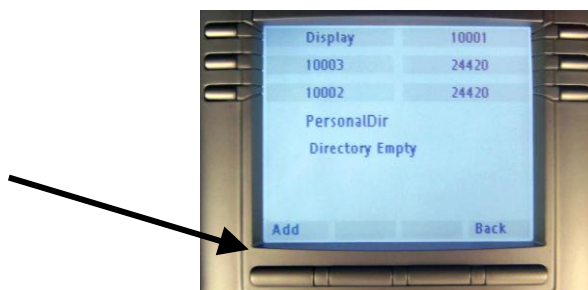 Display 10001
10003 24420
10002 24420
PersonalDir
Directory Empty
Add Back